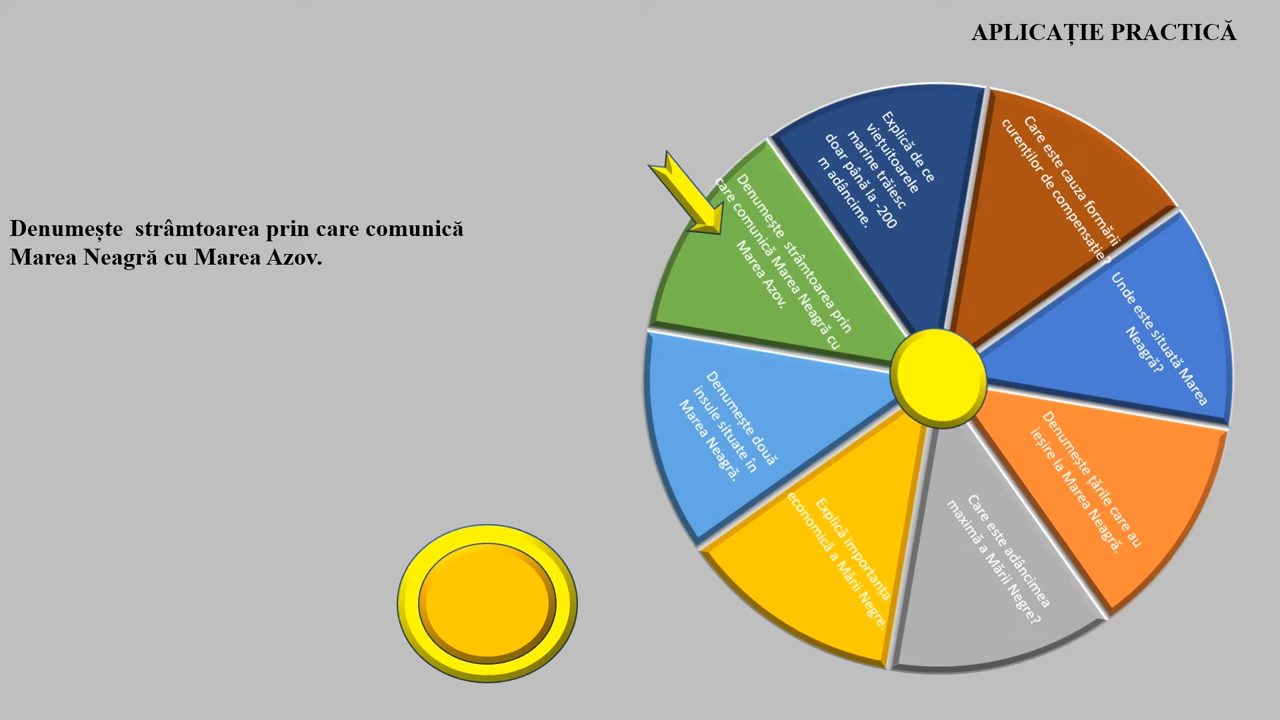 APLICAȚIE PRACTICĂ
Denumește  strâmtoarea prin care comunică
Marea Neagră cu Marea Azov.
Explică de ce
viețuitoarele
marine trăiesc
doar până la -200
m adâncime.
Care este cauza formării
curenților de compensație?
Unde este situată Marea
Neagră?
Denumește țările care au
ieșire la Marea Neagră.
Care este adâncimea
maximă a Mării Negre?
Explică importanța
economică a Mării Negre.
Denumește două
insule situate în
Marea Neagră.
Denumește  strâmtoarea prin
care comunică Marea Neagră cu
Marea Azov.